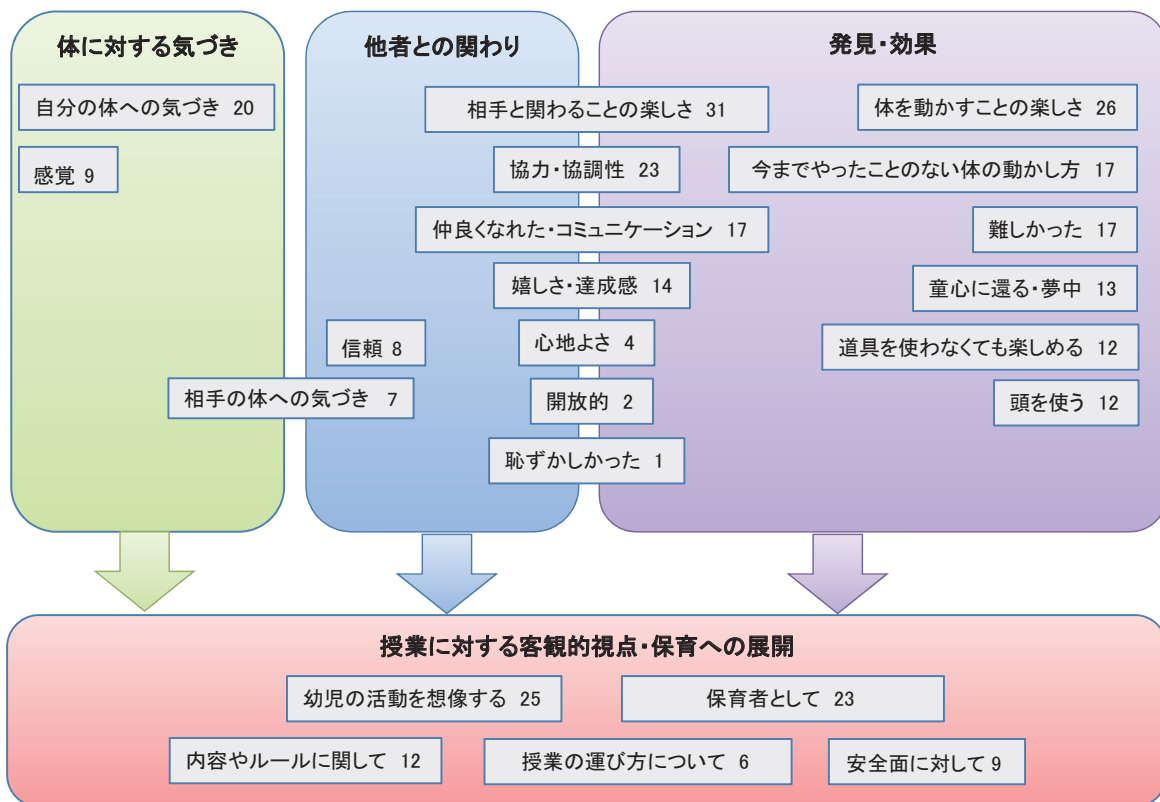 体に対する気づき
他者との関わり
発見・効果
自分の体への気づき 20
相手と関わることの楽しさ 31
体を動かすことの楽しさ 26
感覚 9
協力・協調性 23
今までやったことのない体の動かし方 17
仲良くなれた・コミュニケーション 17
難しかった 17
嬉しさ・達成感 14
童心に還る・夢中 13
信頼 8
心地よさ 4
道具を使わなくても楽しめる 12
相手の体への気づき 7
開放的 2
頭を使う 12
恥ずかしかった 1
授業に対する客観的視点・保育への展開
幼児の活動を想像する 25
保育者として 23
内容やルールに関して 12
授業の運び方について 6
安全面に対して 9